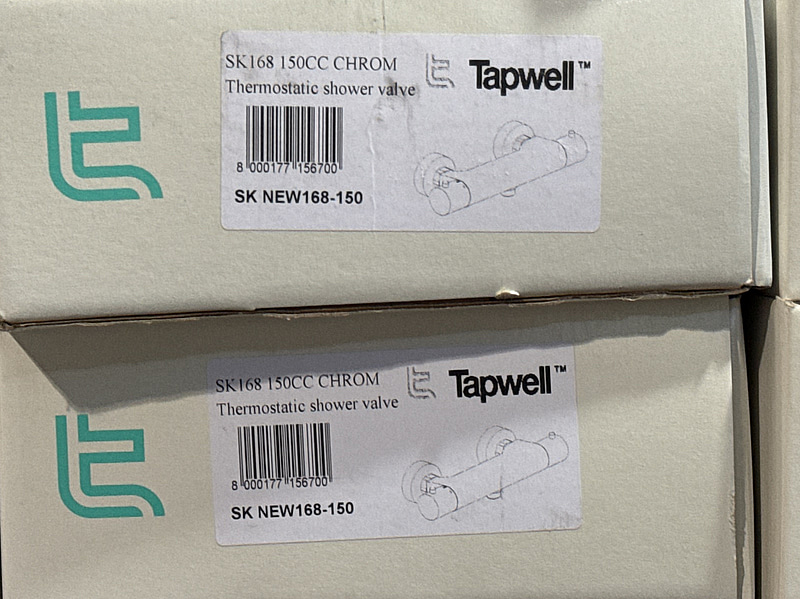 SK168 150CC CHROM
Tapwell™
Thermostatic shower valve
8 000177 156700
SK NEW168-150
SK168 150CC CHROM
Tapwell™
Thermostatic shower valve
8 000177 156700
SK NEW168-150